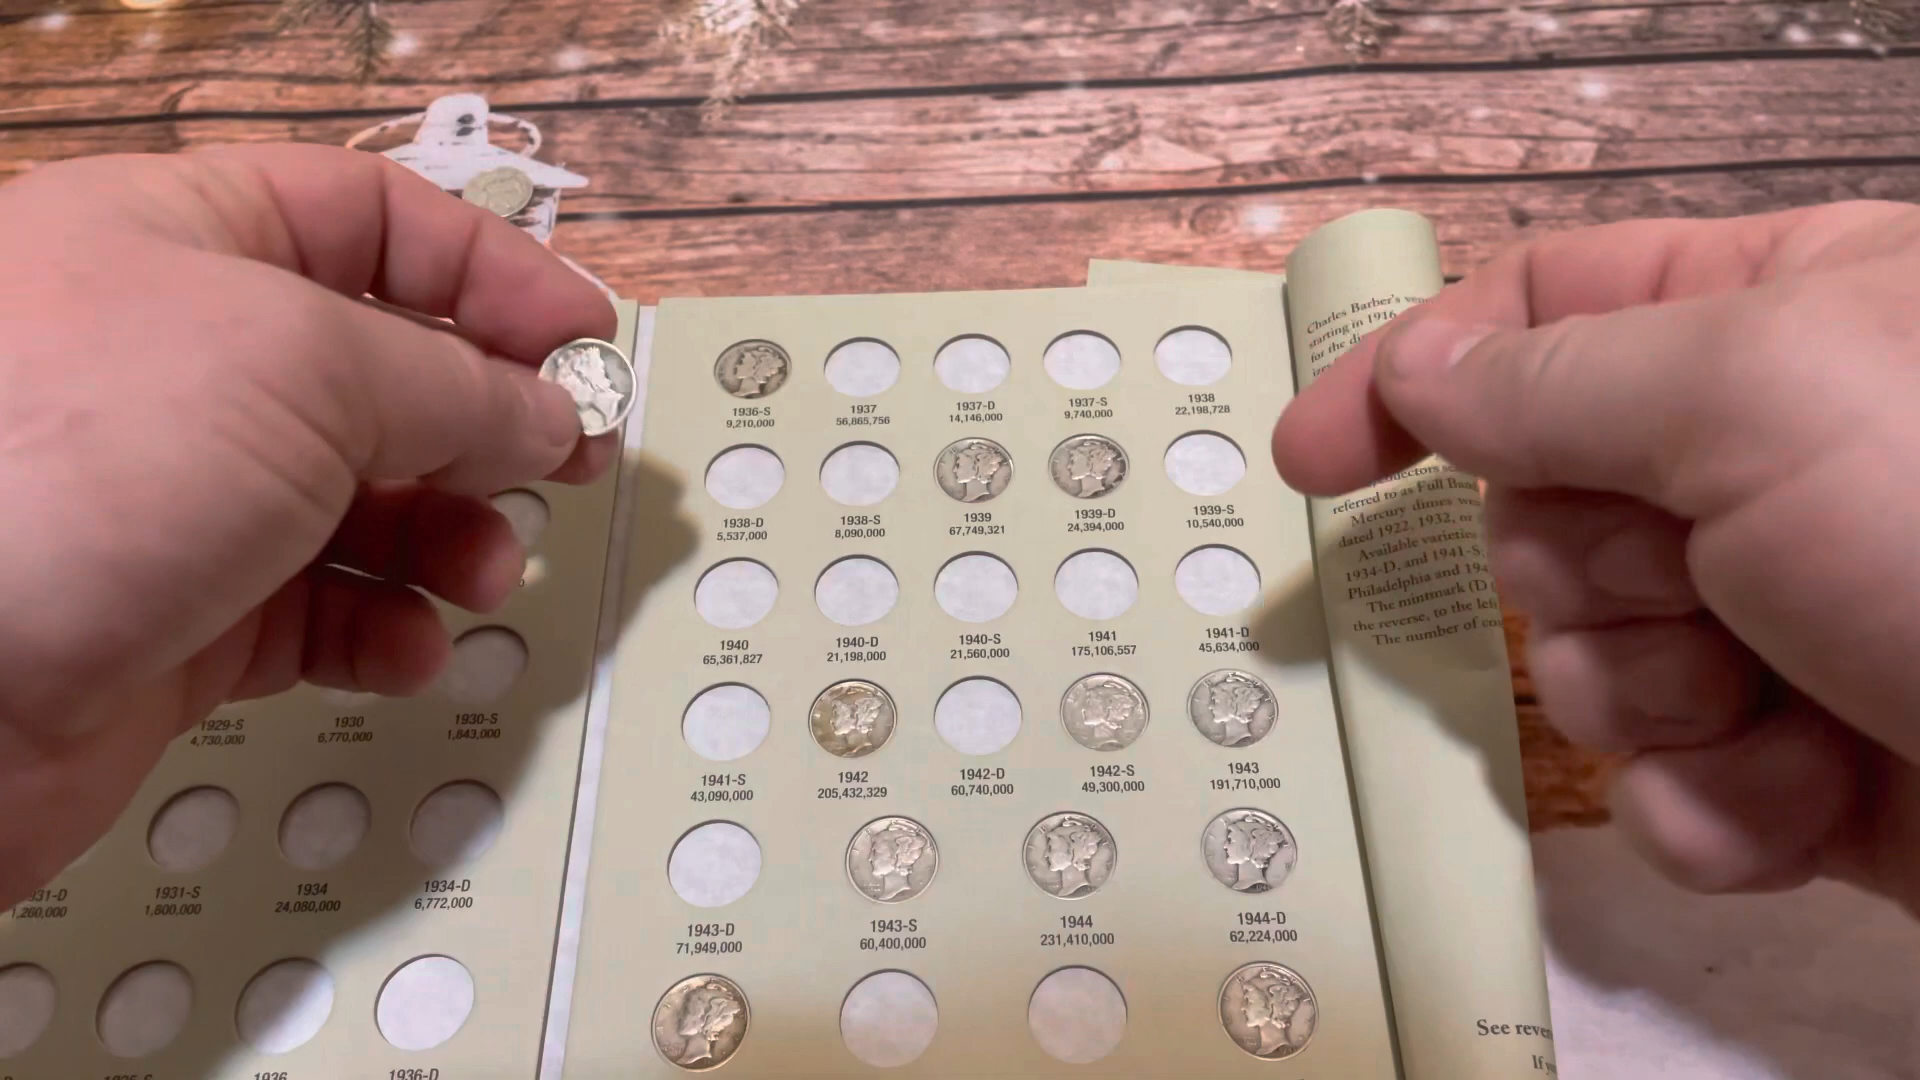 Charles Barber's
starting in 1916
for the
1936-S
9,210,000
1937
56,865,756
1937-D
14,146,000
1937-S
9,740,000
1938
22,198,728
1938-D
5,537,000
1938-S
8,090,000
1939
67,749,321
1939-D
24,394,000
1939-S
10,540,000
referred to as Full
Mercury dimes
dated 1922, 1932, or
Available varieties
1934-D, and 1941-S.
Philadelphia and
The mintmark (D
the reverse, to the
The number of
1940
65,361,827
1940-D
21,198,000
1940-S
21,560,000
1941
175,106,557
1941-D
45,634,000
1929-S
4,730,000
1930
6,770,000
1930-S
1,843,000
1941-S
43,090,000
1942
205,432,329
1942-D
60,740,000
1942-S
49,300,000
1943
191,710,000
31-D
1,260,000
1931-S
1,800,000
1934
24,080,000
1934-D
6,772,000
1943-D
71,949,000
1943-S
60,400,000
1944
231,410,000
1944-D
62,224,000
See
If
1936
1936-D